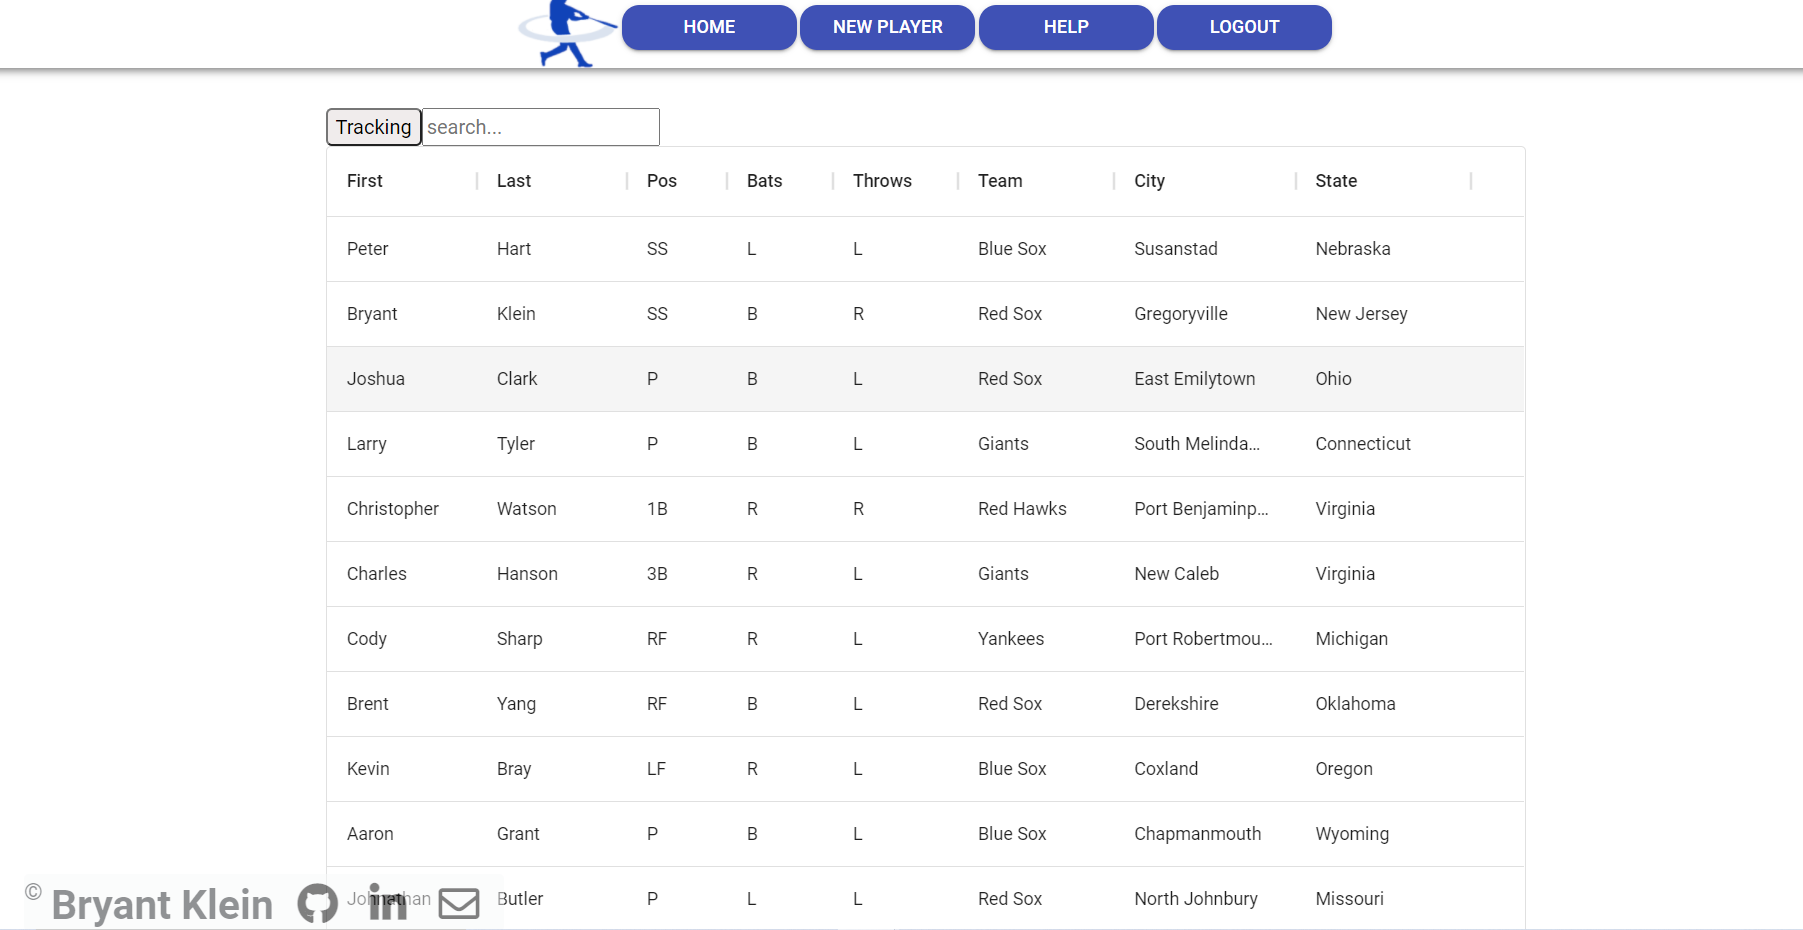 HOME NEW PLAYER HELP LOGOUT
Tracking search...
First Last Pos Bats Throws Team City State
Peter Hart SS L L Blue Sox Susanstad Nebraska
Bryant Klein SS B R Red Sox Gregoryville New Jersey
Joshua Clark P B L Red Sox East Emilytown Ohio
Larry Tyler P B L Giants South Melinda... Connecticut
Christopher Watson 1B R R Red Hawks Port Benjaminp... Virginia
Charles Hanson 3B R L Giants New Caleb Virginia
Cody Sharp RF R L Yankees Port Robertmou... Michigan
Brent Yang RF B L Red Sox Derekshire Oklahoma
Kevin Bray LF R L Blue Sox Coxland Oregon
Aaron Grant P B L Blue Sox Chapmanmouth Wyoming
Johnathan Butler P L L Red Sox North Johnbury Missouri
© Bryant Klein in